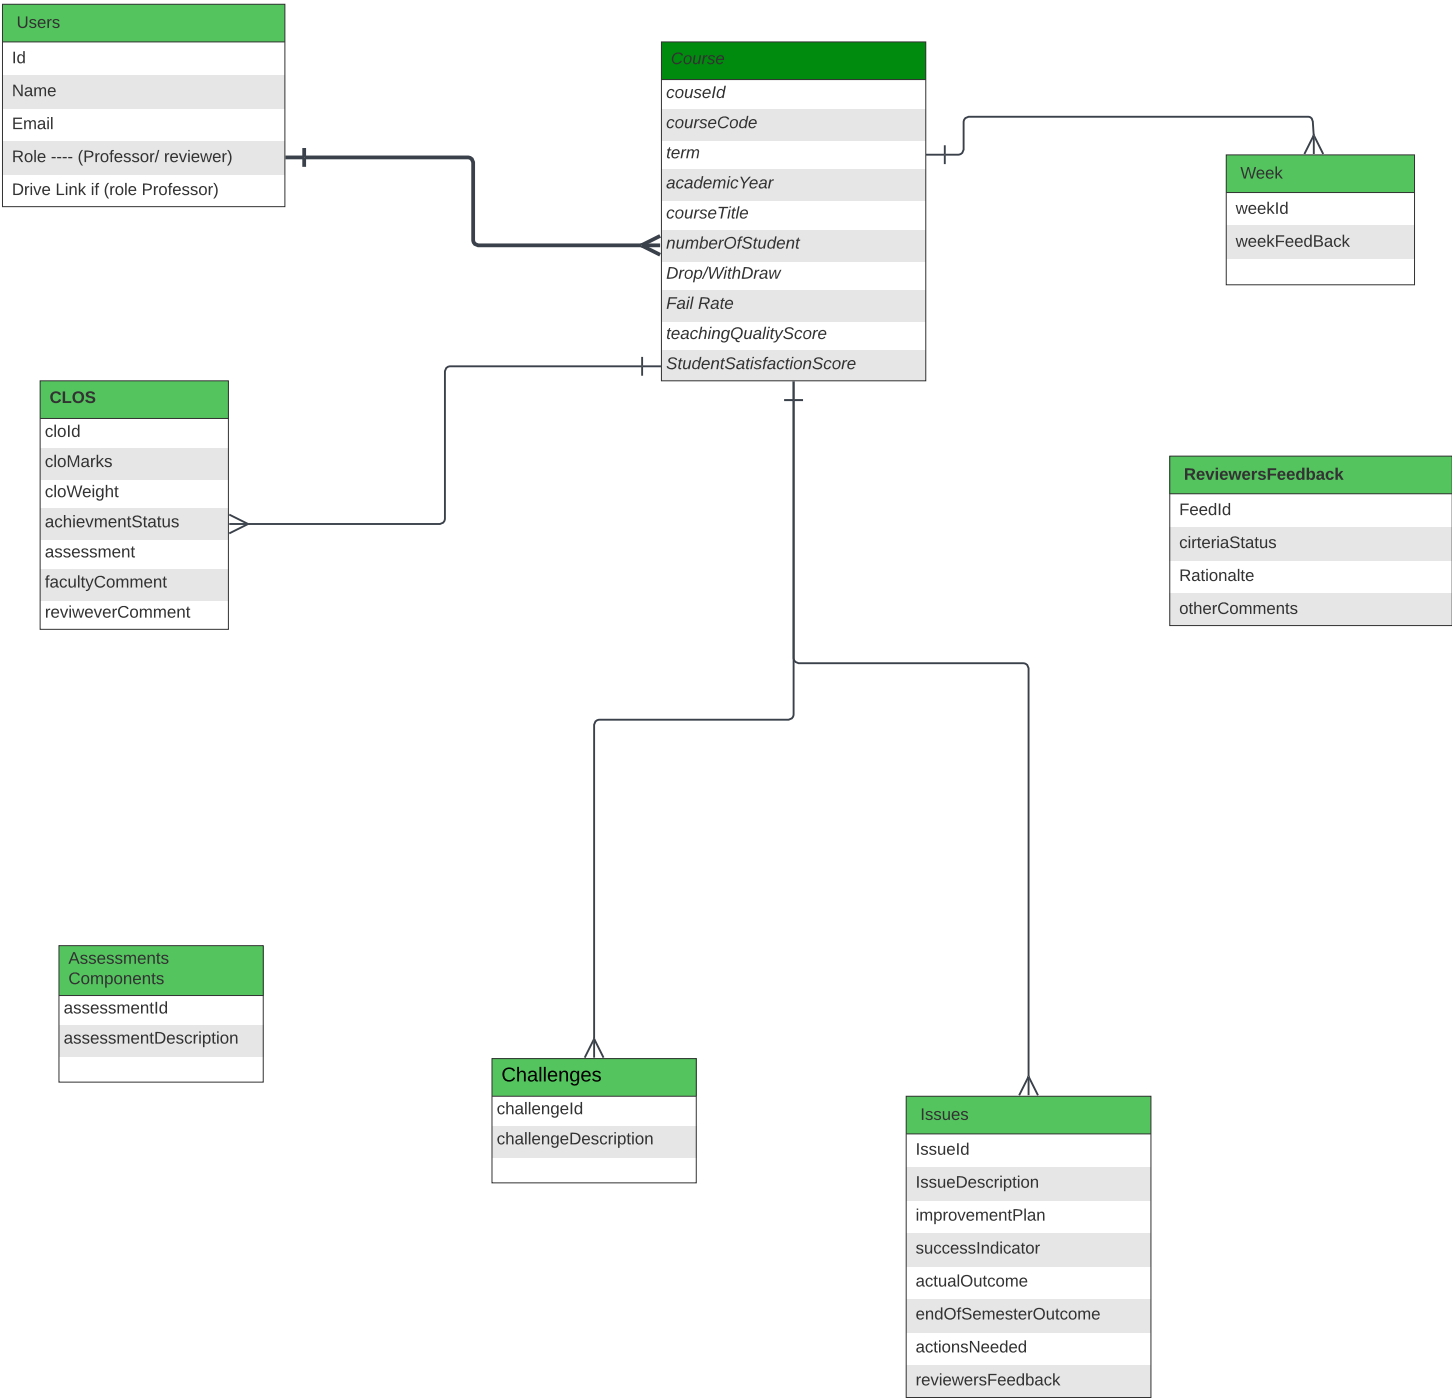 Users
Id
Name
Email
Role ---- (Professor/ reviewer)
Drive Link if (role Professor)
Course
couseId
courseCode
term
academicYear
courseTitle
numberOfStudent
Drop/WithDraw
Fail Rate
teachingQualityScore
StudentSatisfactionScore
Week
weekId
weekFeedBack
CLOS
cloId
cloMarks
cloWeight
achievmentStatus
assessment
facultyComment
reviweverComment
ReviewersFeedback
FeedId
cirteriaStatus
Rationalte
otherComments
Assessments
Components
assessmentId
assessmentDescription
Challenges
challengeId
challengeDescription
Issues
IssueId
IssueDescription
improvementPlan
successIndicator
actualOutcome
endOfSemesterOutcome
actionsNeeded
reviewersFeedback